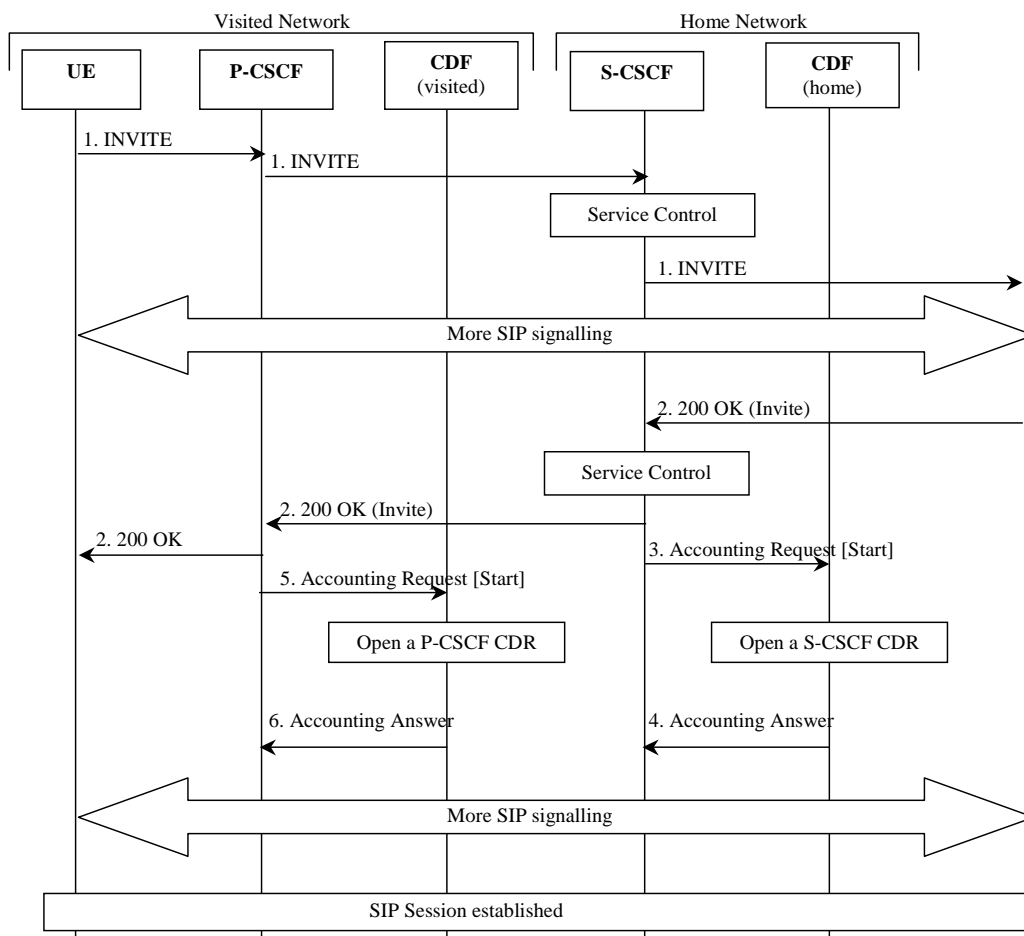 Visited Network
Home Network
UE
P-CSCF
CDF
(visited)
S-CSCF
CDF
(home)
1. INVITE
1. INVITE
Service Control
1. INVITE
More SIP signalling
2. 200 OK (Invite)
Service Control
2. 200 OK (Invite)
2. 200 OK
3. Accounting Request [Start]
5. Accounting Request [Start]
Open a P-CSCF CDR
Open a S-CSCF CDR
6. Accounting Answer
4. Accounting Answer
More SIP signalling
SIP Session established